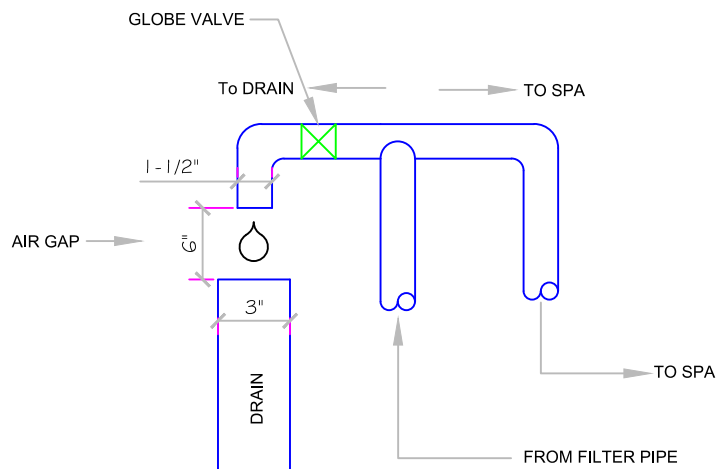 GLOBE VALVE
To DRAIN
TO SPA
1-1/2"
AIR GAP
6"
3"
DRAIN
TO SPA
FROM FILTER PIPE